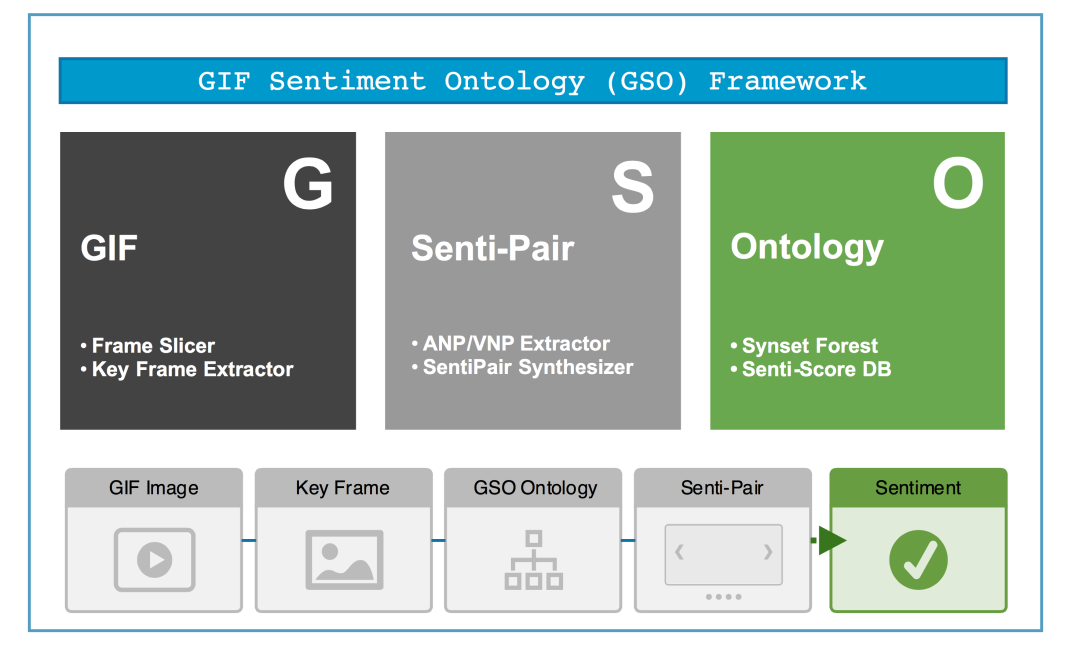 GIF Sentiment Ontology (GSO) Framework
G
GIF
• Frame Slicer
• Key Frame Extractor
S
Senti-Pair
• ANP/VNP Extractor
• SentiPair Synthesizer
O
Ontology
• Synset Forest
• Senti-Score DB
GIF Image
Key Frame
GSO Ontology
Senti-Pair
Sentiment